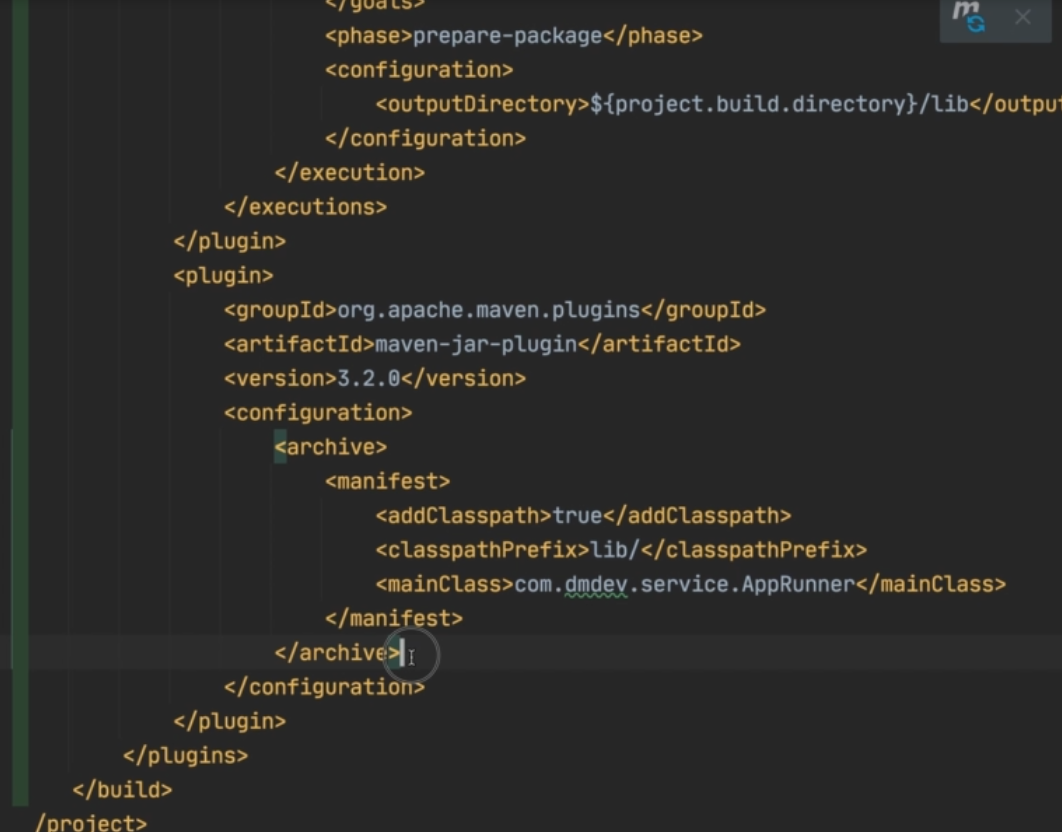 </goals>
<phase>prepare-package</phase>
<configuration>
<outputDirectory>${project.build.directory}/lib</output
</configuration>
</execution>
</executions>
</plugin>
<plugin>
<groupId>org.apache.maven.plugins</groupId>
<artifactId>maven-jar-plugin</artifactId>
<version>3.2.0</version>
<configuration>
<archive>
<manifest>
<addClasspath>true</addClasspath>
<classpathPrefix>lib/</classpathPrefix>
<mainClass>com.dmdev.service.AppRunner</mainClass>
</manifest>
</archive>
</configuration>
</plugin>
</plugins>
</build>
/project>